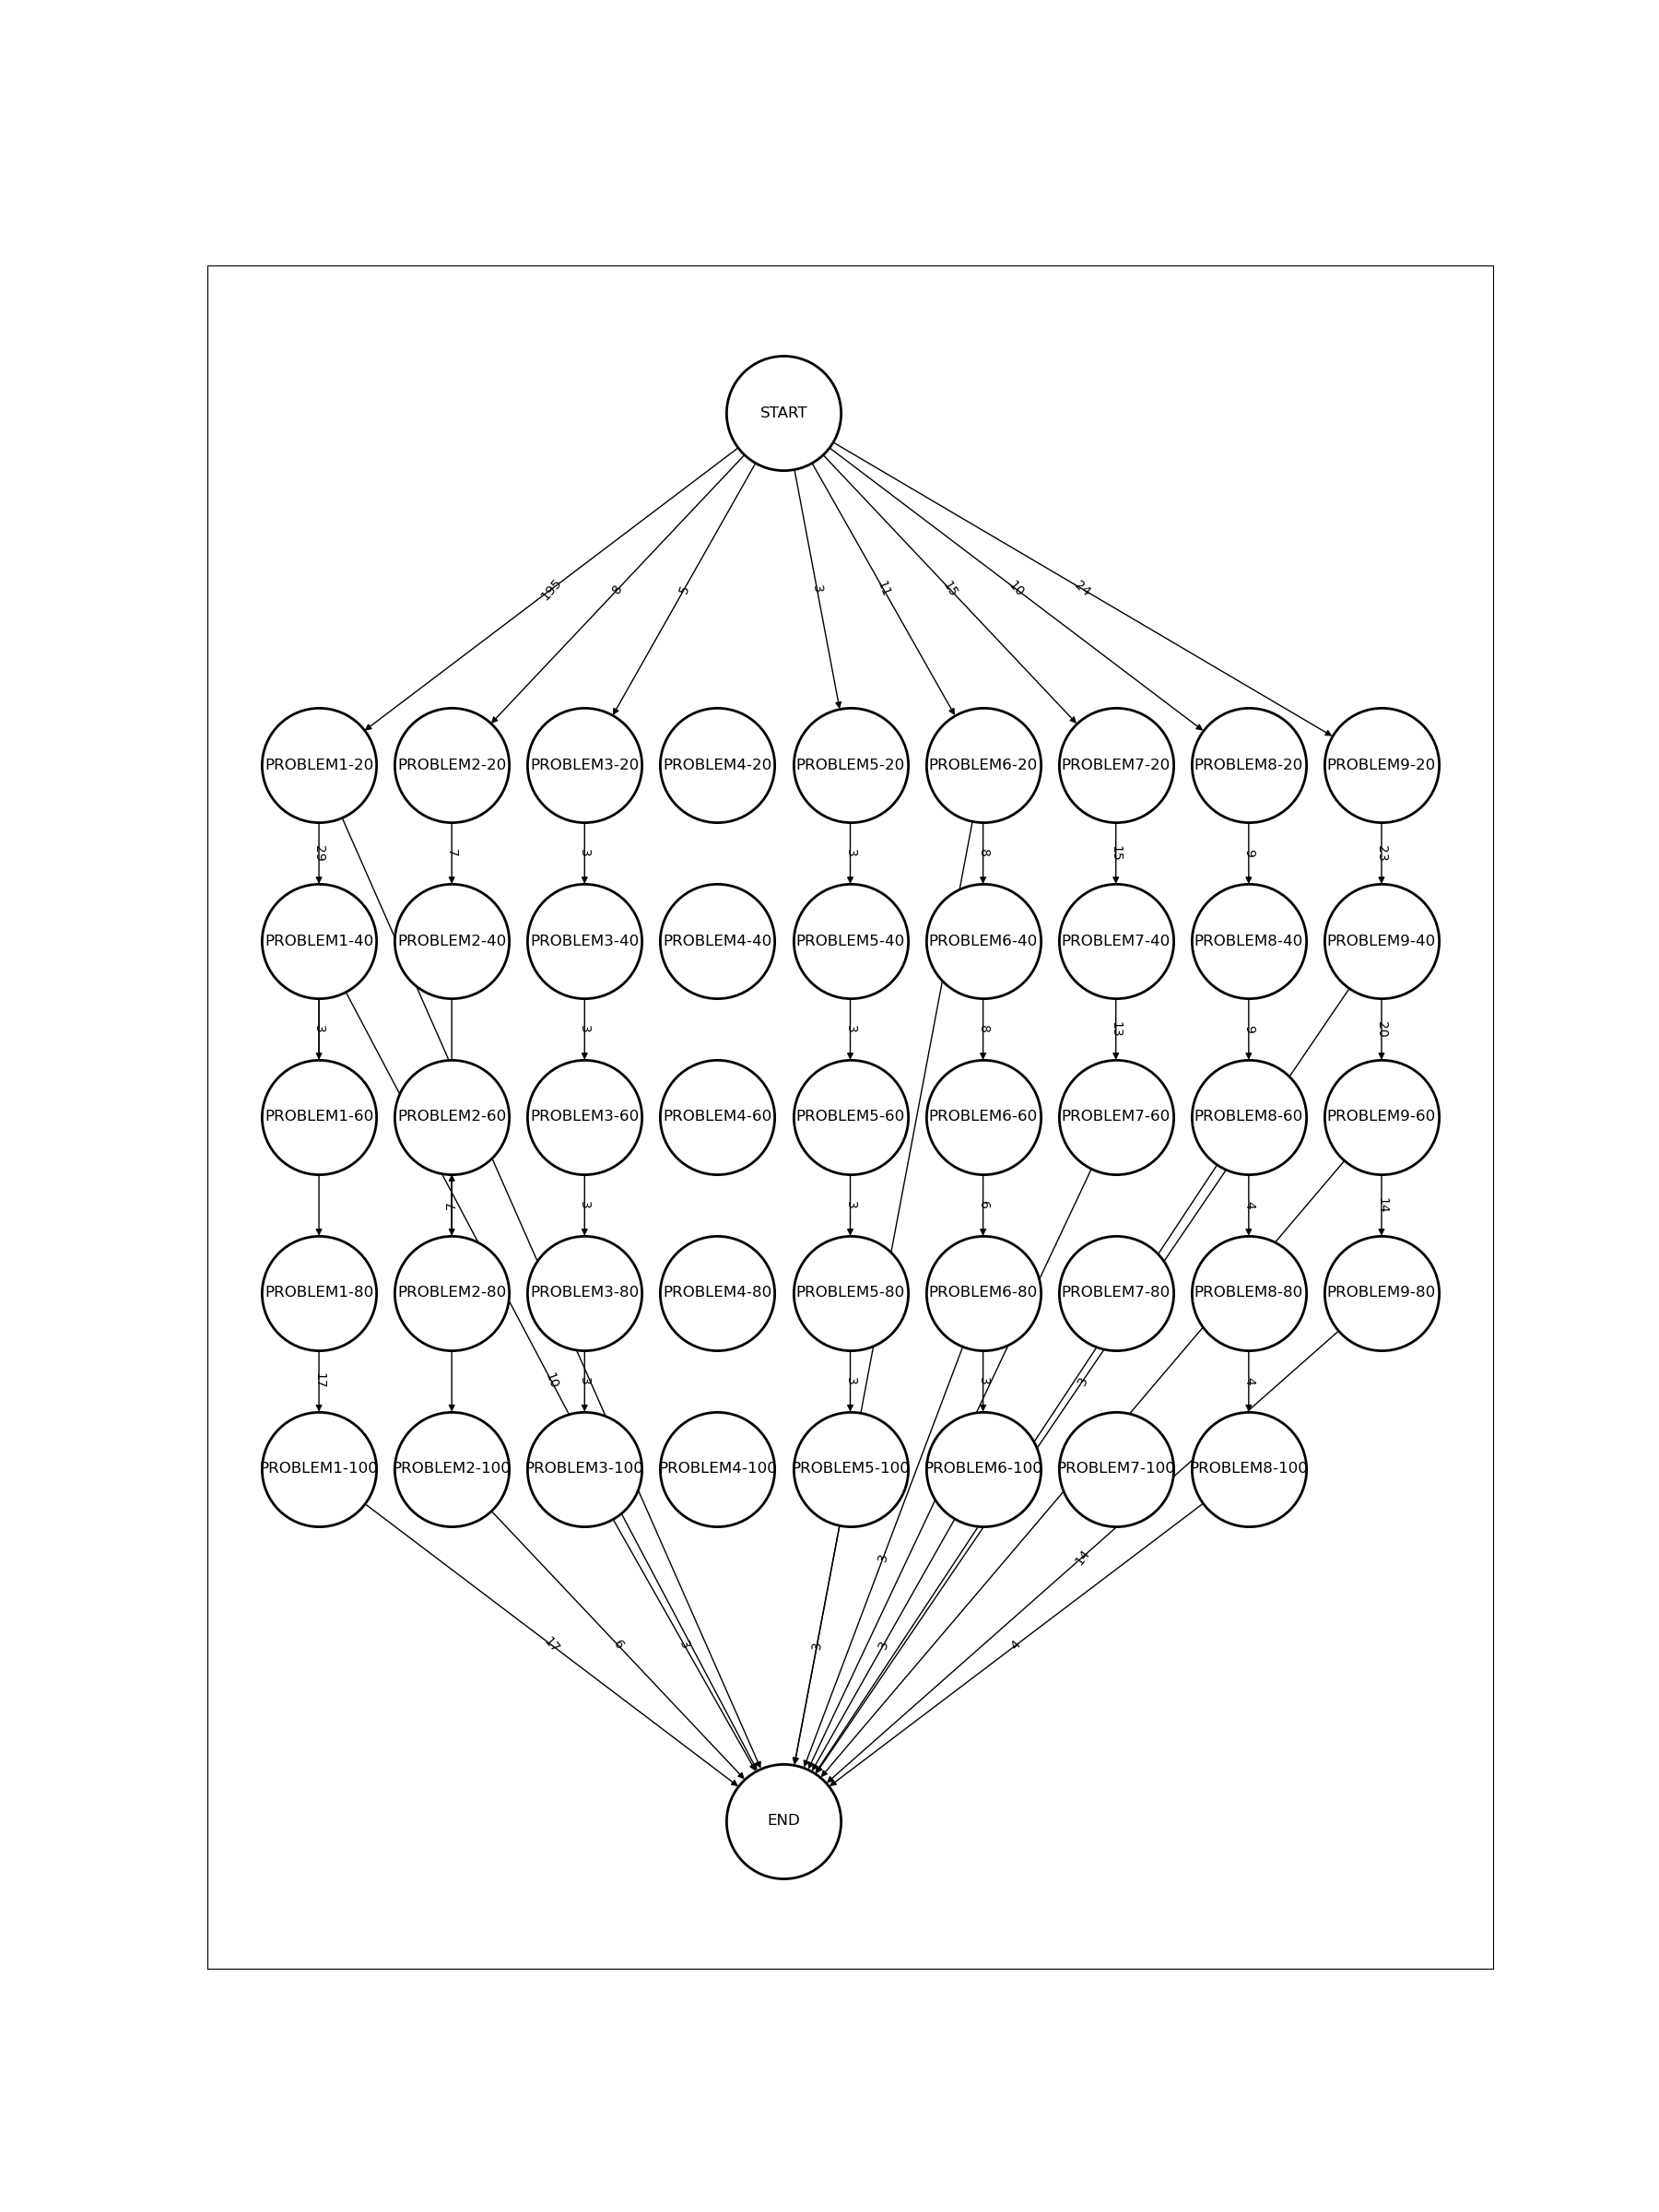 START
195 8 5 3 11 15 10 24
PROBLEM1-20 PROBLEM2-20 PROBLEM3-20 PROBLEM4-20 PROBLEM5-20 PROBLEM6-20 PROBLEM7-20 PROBLEM8-20 PROBLEM9-20
29 7 3 3 8 15 9 23
PROBLEM1-40 PROBLEM2-40 PROBLEM3-40 PROBLEM4-40 PROBLEM5-40 PROBLEM6-40 PROBLEM7-40 PROBLEM8-40 PROBLEM9-40
3 3 3 8 13 9 20
PROBLEM1-60 PROBLEM2-60 PROBLEM3-60 PROBLEM4-60 PROBLEM5-60 PROBLEM6-60 PROBLEM7-60 PROBLEM8-60 PROBLEM9-60
7 3 3 6 4 14
PROBLEM1-80 PROBLEM2-80 PROBLEM3-80 PROBLEM4-80 PROBLEM5-80 PROBLEM6-80 PROBLEM7-80 PROBLEM8-80 PROBLEM9-80
17 10 3 3 3 3 4
PROBLEM1-100 PROBLEM2-100 PROBLEM3-100 PROBLEM4-100 PROBLEM5-100 PROBLEM6-100 PROBLEM7-100 PROBLEM8-100
3 14
17 6 3 3 3 4
END